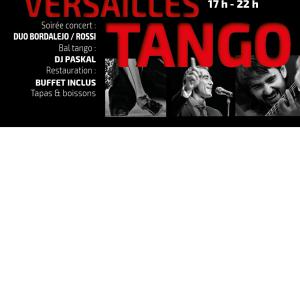 VERSAILLES
17 h - 22 h
Soirée concert :
DUO BORDALEJO / ROSSI
TANGO
Bal tango :
DJ PASKAL
Restauration :
BUFFET INCLUS
Tapas & boissons